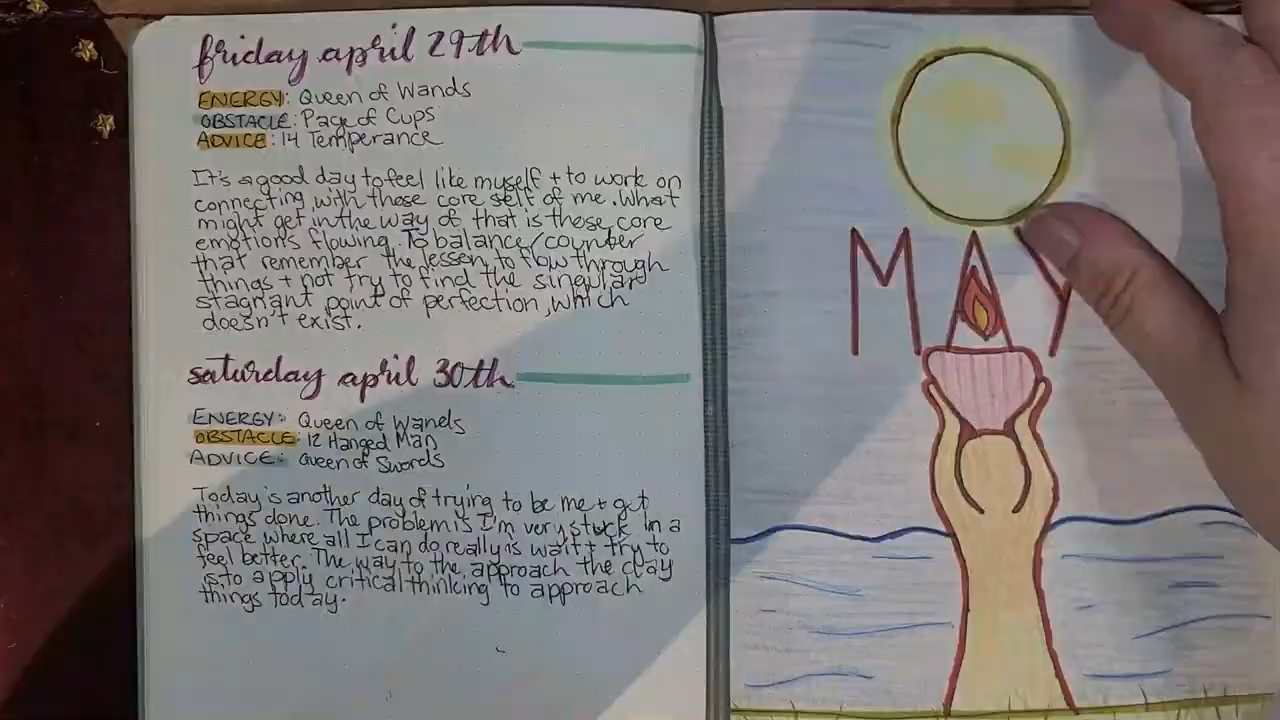 friday april 29th
ENERGY: Queen of Wands
OBSTACLE: Page of Cups
ADVICE: 14 Temperance
It's a good day to feel like myself + to work on
connecting with those core self of me. What
might get in the way of that is those core
emotions flowing. To balance/counter
that remember the lesson to flow through
things + not try to find the singular
stagnant point of perfection, which
doesn't exist.
saturday april 30th
ENERGY: Queen of Wands
OBSTACLE: 12 Hanged Man
ADVICE: Queen of Swords
Today is another day of trying to be me + get
things done. The problem is I'm very stuck in a
space where all I can do really is wait + try to
feel better. The way to the approach the day
is to apply critical thinking to approach
things today.
MAY